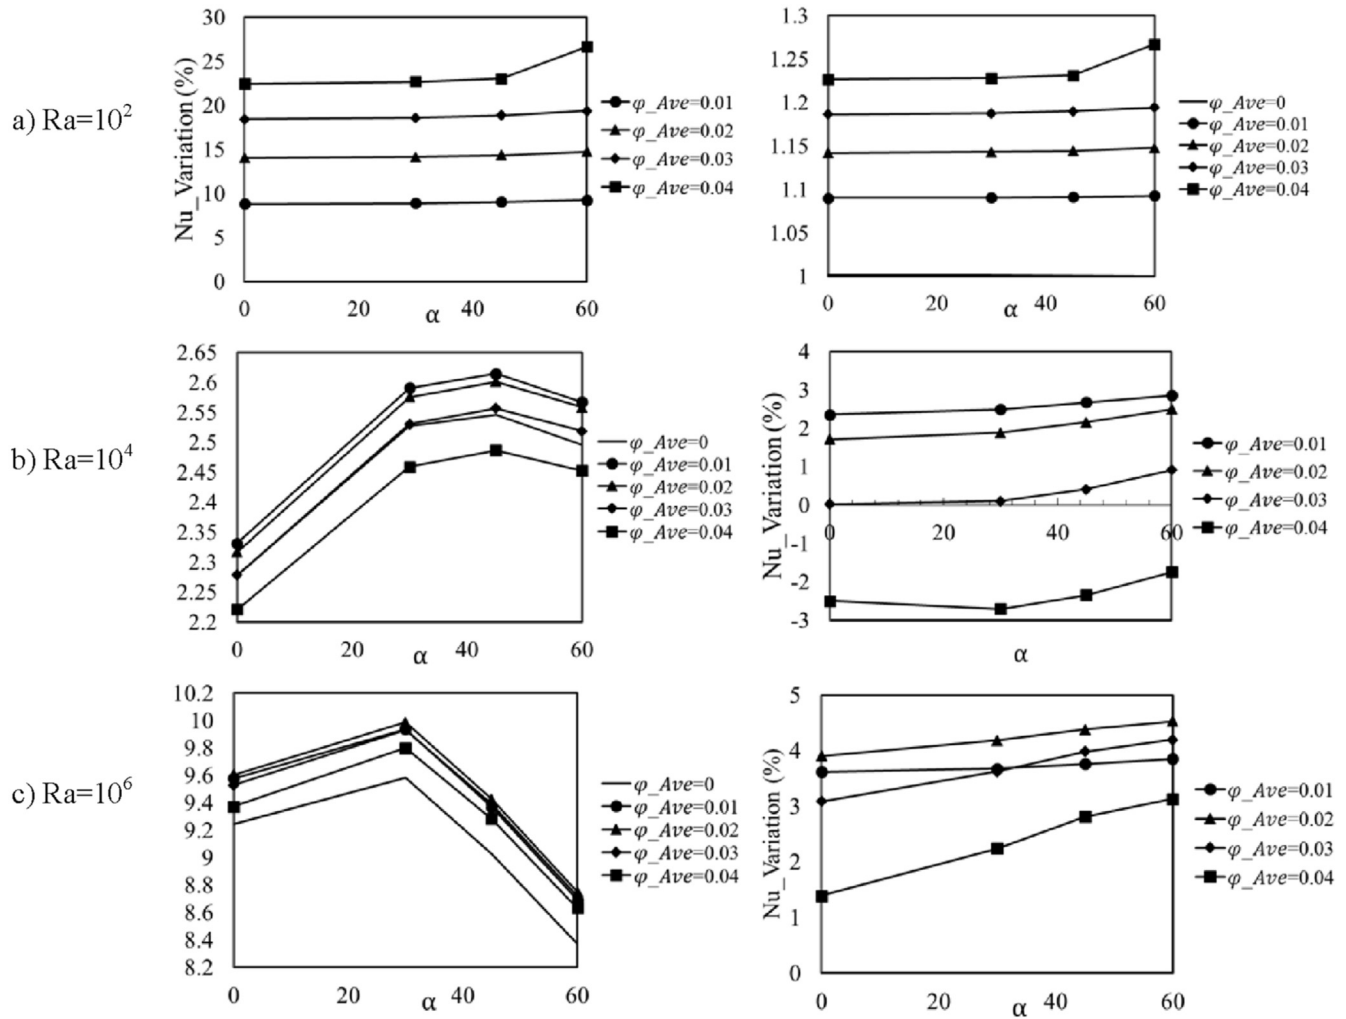 a) Ra=10²
30
25
20
15
10
5
0
Nu_Variation (%)
0
20
40
60
α
φ_Ave=0.01
φ_Ave=0.02
φ_Ave=0.03
φ_Ave=0.04
1.3
1.25
1.2
1.15
1.1
1.05
1
0
20
40
60
α
φ_Ave=0
φ_Ave=0.01
φ_Ave=0.02
φ_Ave=0.03
φ_Ave=0.04
b) Ra=10⁴
2.65
2.6
2.55
2.5
2.45
2.4
2.35
2.3
2.25
2.2
0
20
40
60
α
φ_Ave=0
φ_Ave=0.01
φ_Ave=0.02
φ_Ave=0.03
φ_Ave=0.04
4
3
2
1
0
-1
-2
-3
Nu_Variation (%)
0
20
40
60
α
φ_Ave=0.01
φ_Ave=0.02
φ_Ave=0.03
φ_Ave=0.04
c) Ra=10⁶
10.2
10
9.8
9.6
9.4
9.2
9
8.8
8.6
8.4
8.2
0
20
40
60
α
φ_Ave=0
φ_Ave=0.01
φ_Ave=0.02
φ_Ave=0.03
φ_Ave=0.04
5
4
3
2
1
0
Nu_Variation (%)
0
20
40
60
α
φ_Ave=0.01
φ_Ave=0.02
φ_Ave=0.03
φ_Ave=0.04